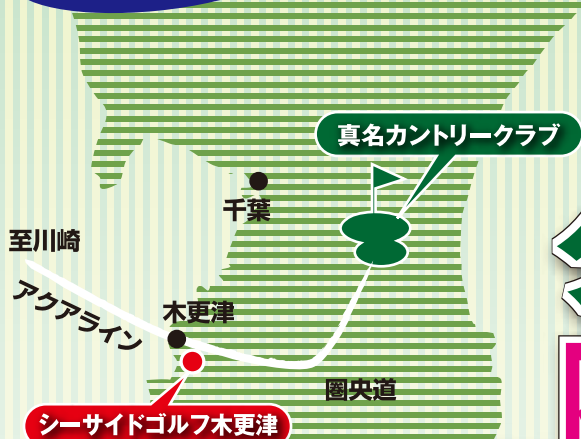 真名カントリークラブ
千葉
至川崎
アクアライン
木更津
圏央道
シーサイドゴルフ木更津